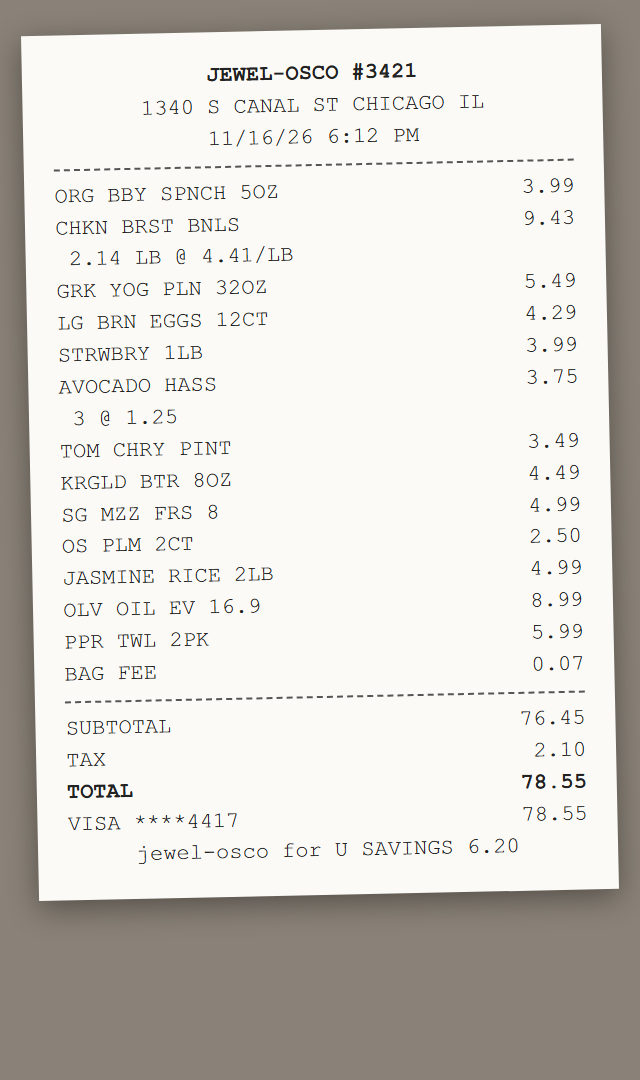 JEWEL-OSCO #3421
1340 S CANAL ST CHICAGO IL
11/16/26 6:12 PM
ORG BBY SPNCH 5OZ 3.99
CHKN BRST BNLS 9.43
2.14 LB @ 4.41/LB
GRK YOG PLN 32OZ 5.49
LG BRN EGGS 12CT 4.29
STRWBRY 1LB 3.99
AVOCADO HASS 3.75
3 @ 1.25
TOM CHRY PINT 3.49
KRGLD BTR 8OZ 4.49
SG MZZ FRS 8 4.99
OS PLM 2CT 2.50
JASMINE RICE 2LB 4.99
OLV OIL EV 16.9 8.99
PPR TWL 2PK 5.99
BAG FEE 0.07
SUBTOTAL 76.45
TAX 2.10
TOTAL 78.55
VISA ****4417 78.55
jewel-osco for U SAVINGS 6.20